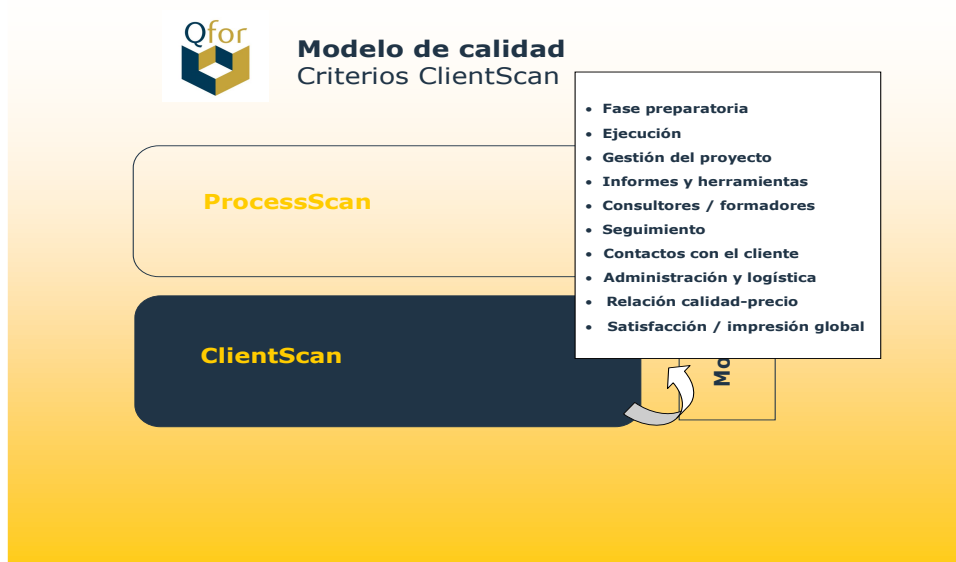 Qfor
Modelo de calidad
Criterios ClientScan
• Fase preparatoria
• Ejecución
• Gestión del proyecto
• Informes y herramientas
• Consultores / formadores
• Seguimiento
• Contactos con el cliente
• Administración y logística
• Relación calidad-precio
• Satisfacción / impresión global
ProcessScan
ClientScan
Mo